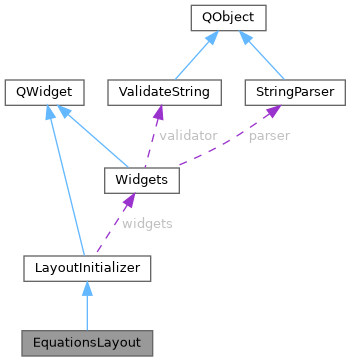 QObject
QWidget
ValidateString
StringParser
validator
parser
Widgets
widgets
LayoutInitializer
EquationsLayout